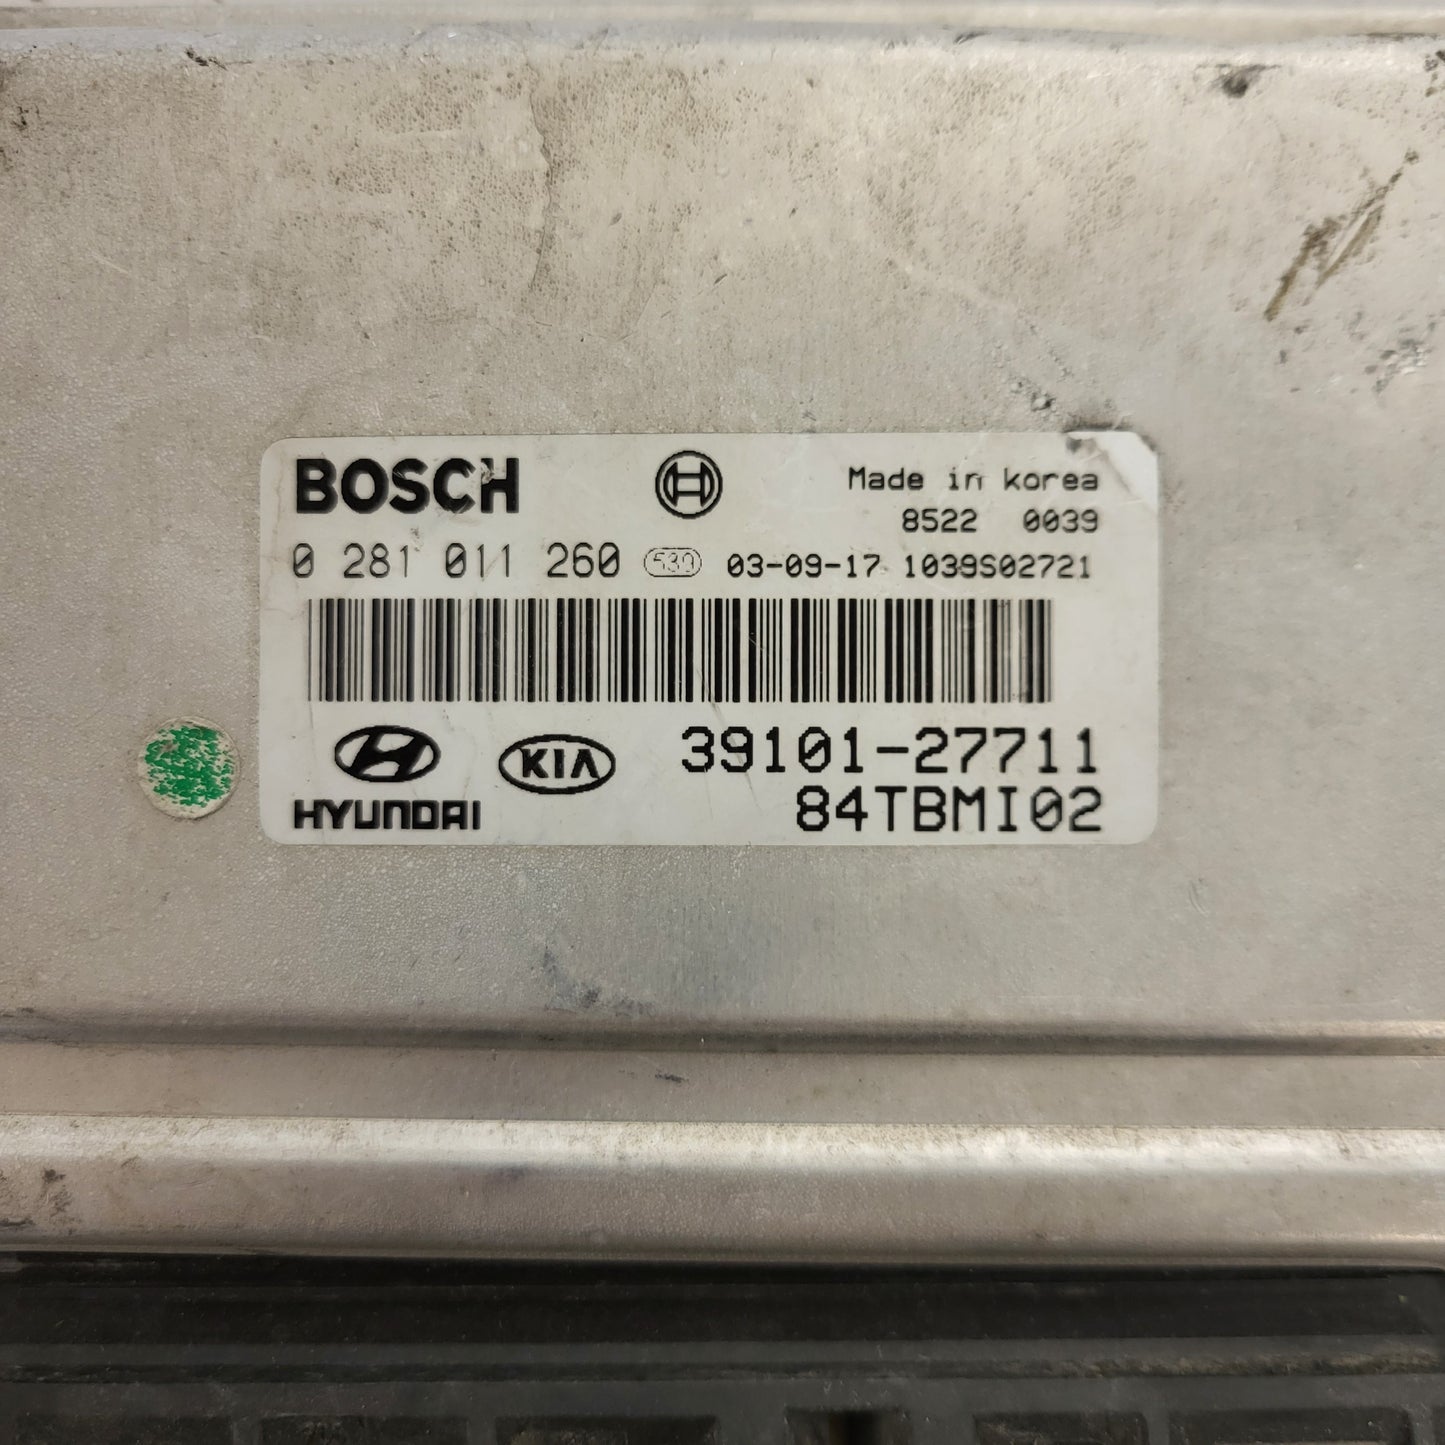 BOSCH
Made in korea
8522 0039
0 281 011 260 539 03-09-17 1039S02721
HYUNDAI
KIA
39101-27711
84TBMI02